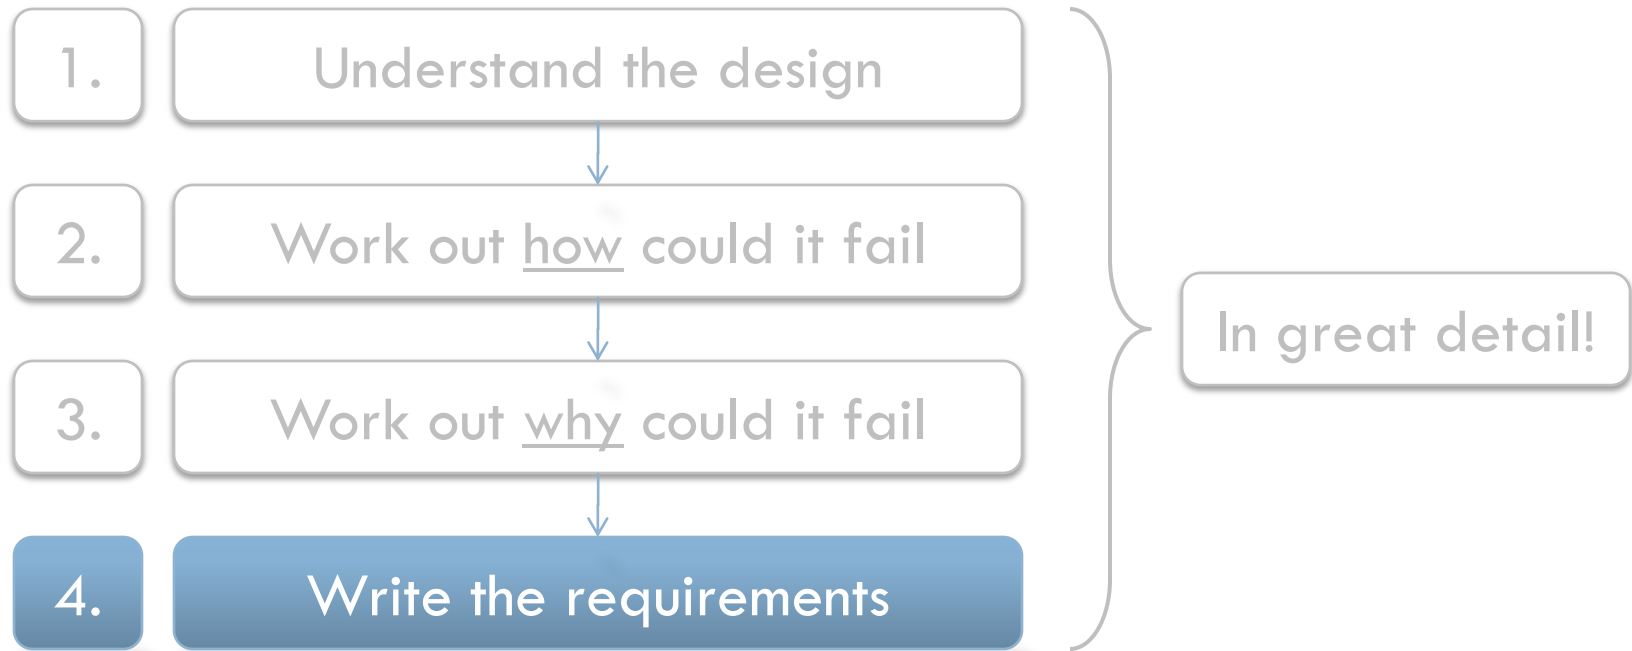 1. Understand the design
2. Work out how could it fail
3. Work out why could it fail
In great detail!
4. Write the requirements